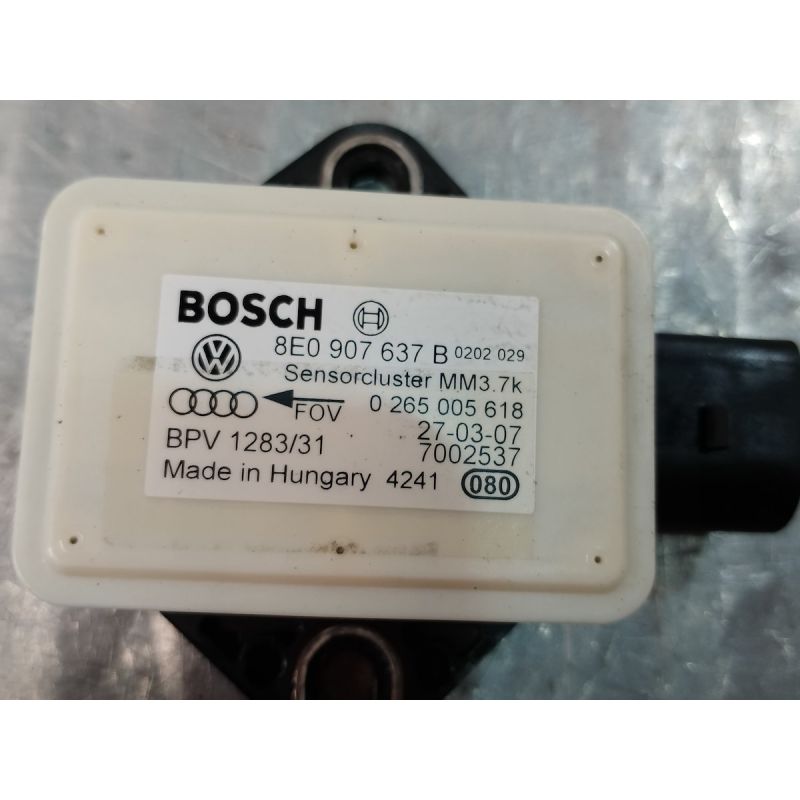 BOSCH
8E0 907 637 B 0202 029
Sensorcluster MM3.7k
FOV 0 265 005 618
BPV 1283/31 27-03-07
7002537
Made in Hungary 4241 080